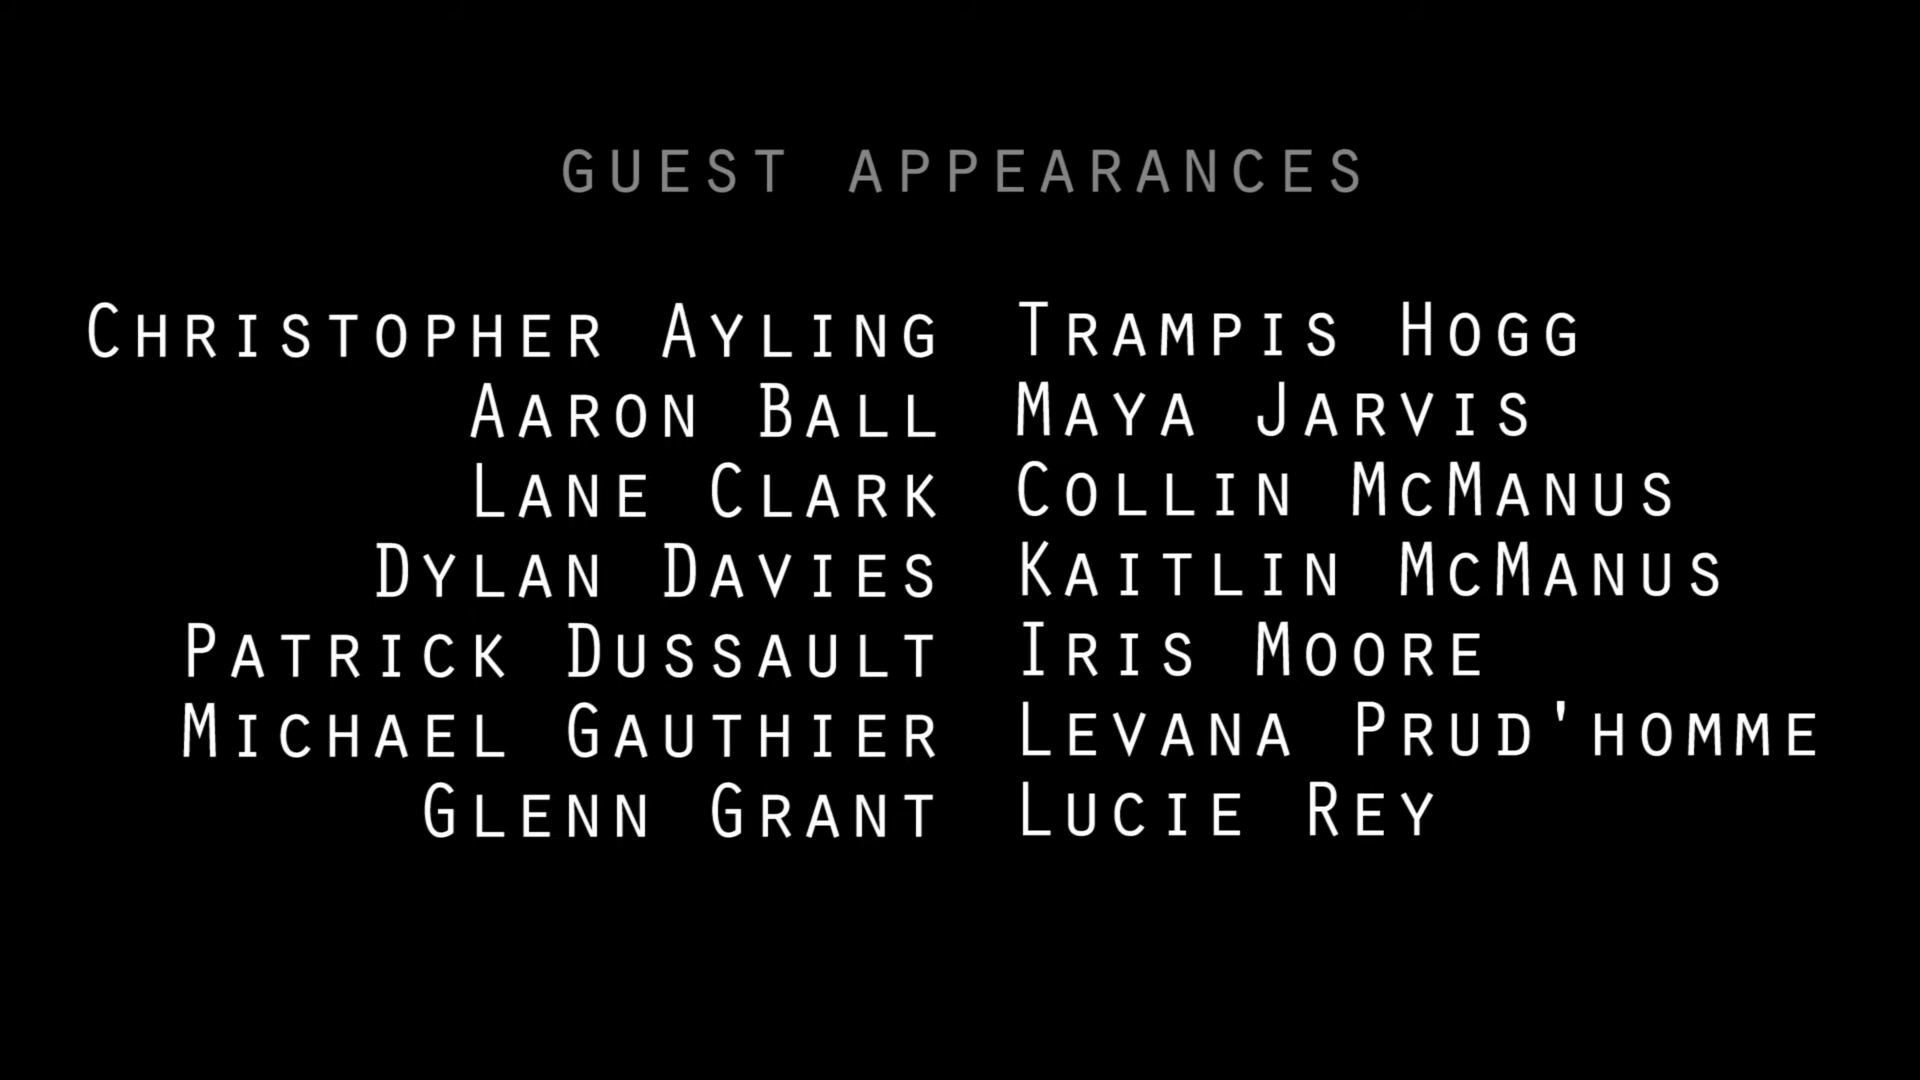 GUEST APPEARANCES
Christopher Ayling
Aaron Ball
Lane Clark
Dylan Davies
Patrick Dussault
Michael Gauthier
Glenn Grant
Trampis Hogg
Maya Jarvis
Collin McManus
Kaitlin McManus
Iris Moore
Levana Prud'homme
Lucie Rey